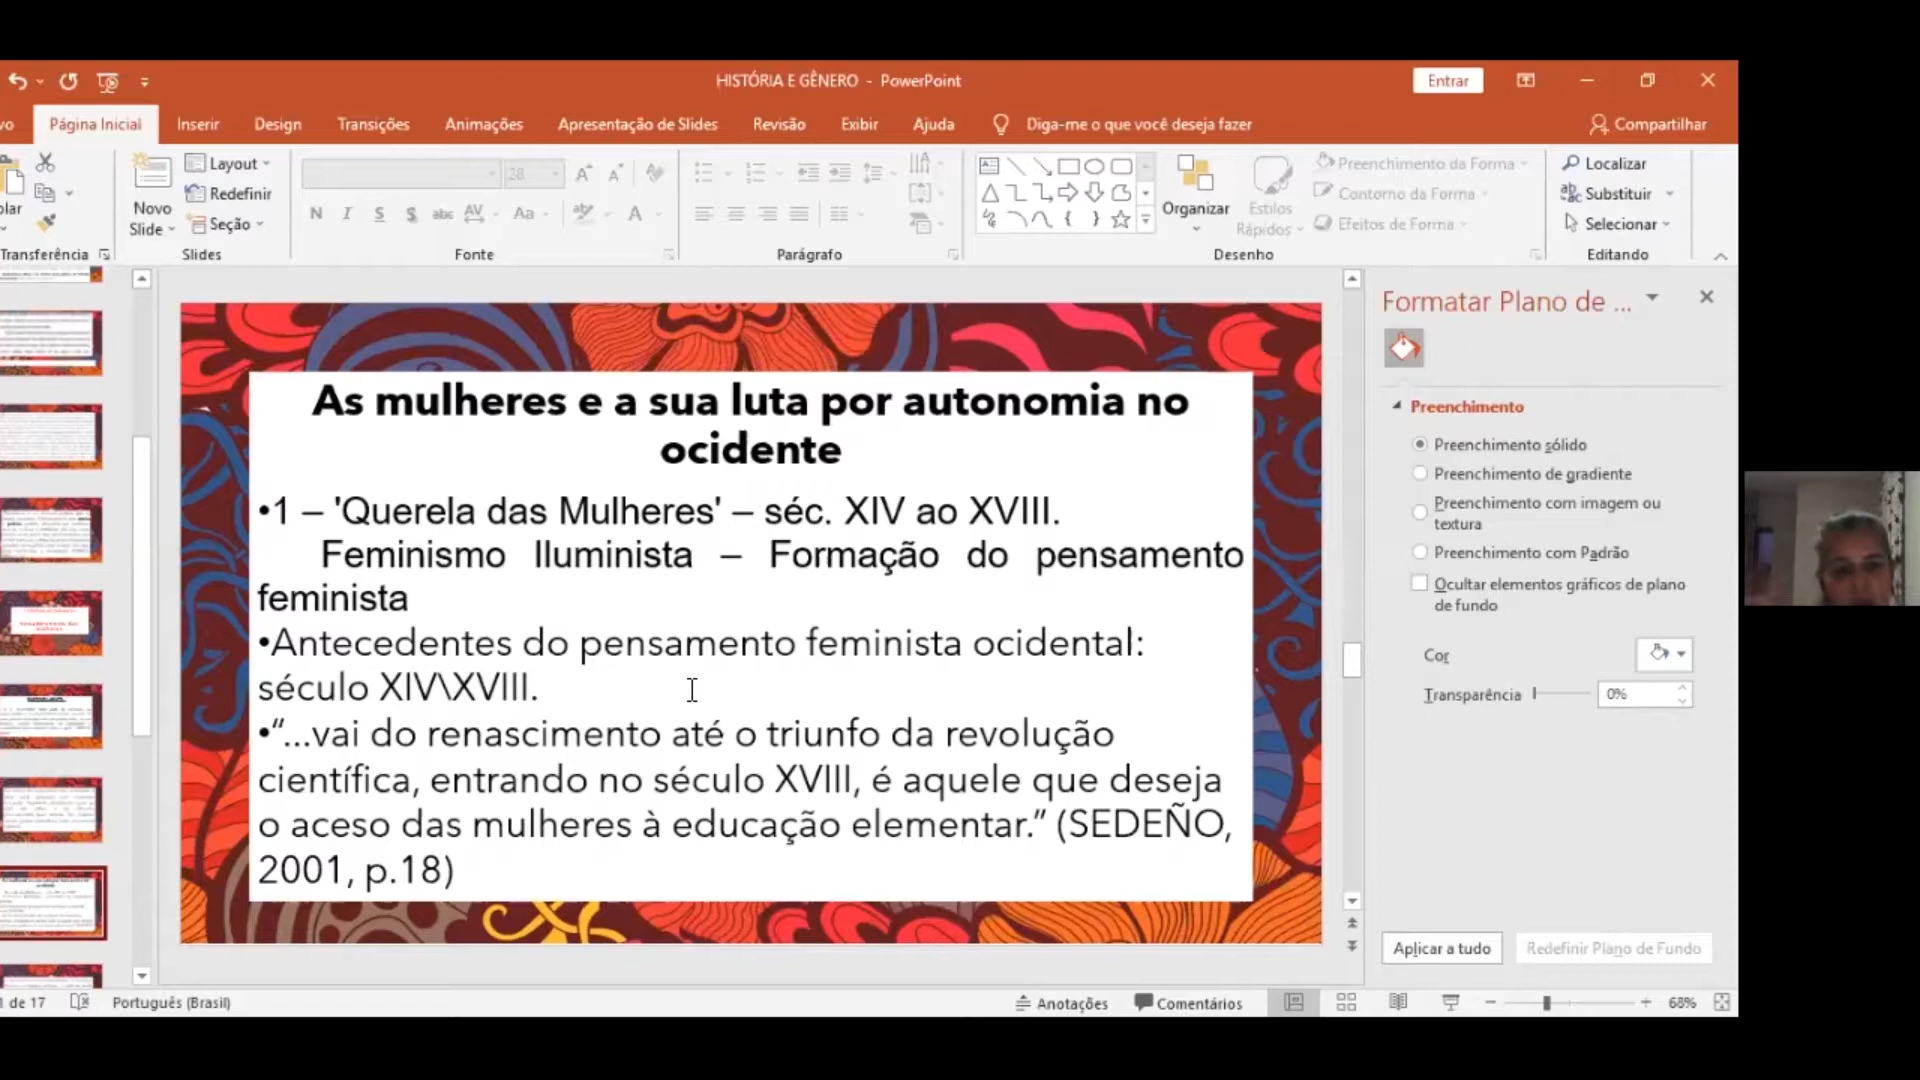 HISTÓRIA E GÊNERO - PowerPoint
Entrar
Página Inicial
Inserir
Design
Transições
Animações
Apresentação de Slides
Revisão
Exibir
Ajuda
Diga-me o que você deseja fazer
Compartilhar
Novo
Slide
Layout
Redefinir
Seção
28
Organizar
Estilos
Rápidos
Preenchimento da Forma
Contorno da Forma
Efeitos de Forma
Localizar
Substituir
Selecionar
Transferência
Slides
Fonte
Parágrafo
Desenho
Editando
As mulheres e a sua luta por autonomia no
ocidente
•1 – 'Querela das Mulheres' – séc. XIV ao XVIII.
Feminismo Iluminista – Formação do pensamento
feminista
•Antecedentes do pensamento feminista ocidental:
século XIV\XVIII.
•“...vai do renascimento até o triunfo da revolução
científica, entrando no século XVIII, é aquele que deseja
o aceso das mulheres à educação elementar.” (SEDEÑO,
2001, p.18)
Formatar Plano de ...
Preenchimento
Preenchimento sólido
Preenchimento de gradiente
Preenchimento com imagem ou
textura
Preenchimento com Padrão
Ocultar elementos gráficos de plano
de fundo
Cor
Transparência
0%
Aplicar a tudo
Redefinir Plano de Fundo
de 17
Português (Brasil)
Anotações
Comentários
68%